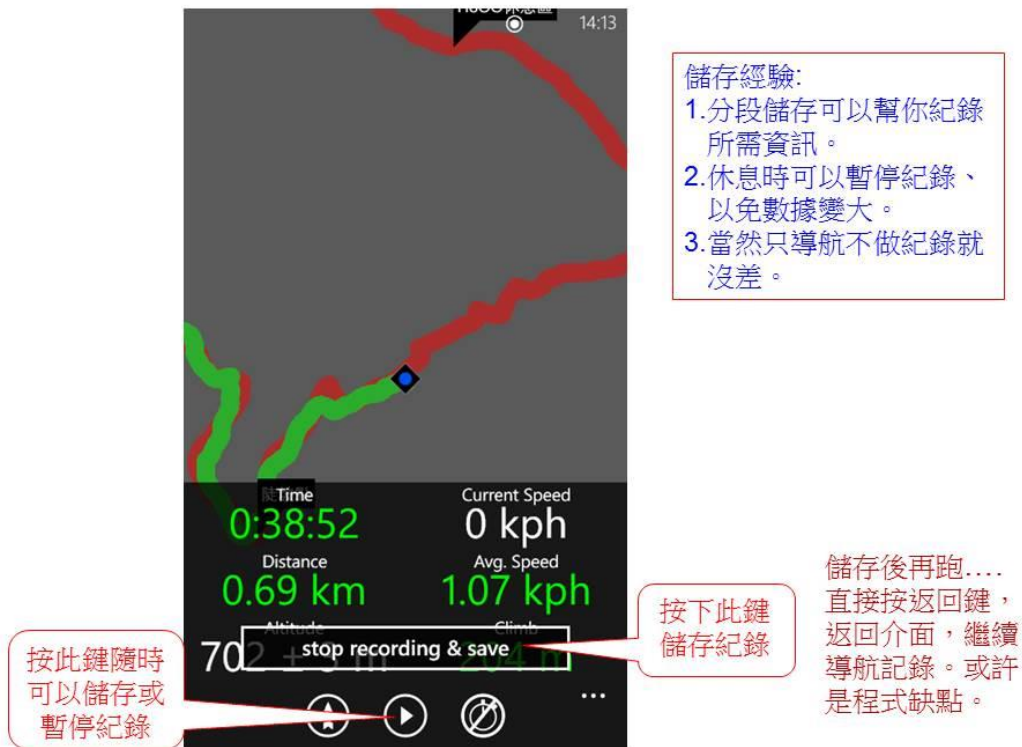 14:13
儲存經驗:
1.分段儲存可以幫你紀錄
所需資訊。
2.休息時可以暫停紀錄、
以免數據變大。
3.當然只導航不做紀錄就
沒差。
Time
0:38:52
Current Speed
0 kph
Distance
0.69 km
Avg. Speed
1.07 kph
Altitude
Climb
702 ± 3 m
204 m
stop recording & save
...
按此鍵隨時
可以儲存或
暫停紀錄
按下此鍵
儲存紀錄
儲存後再跑....
直接按返回鍵，
返回介面，繼續
導航記錄。或許
是程式缺點。